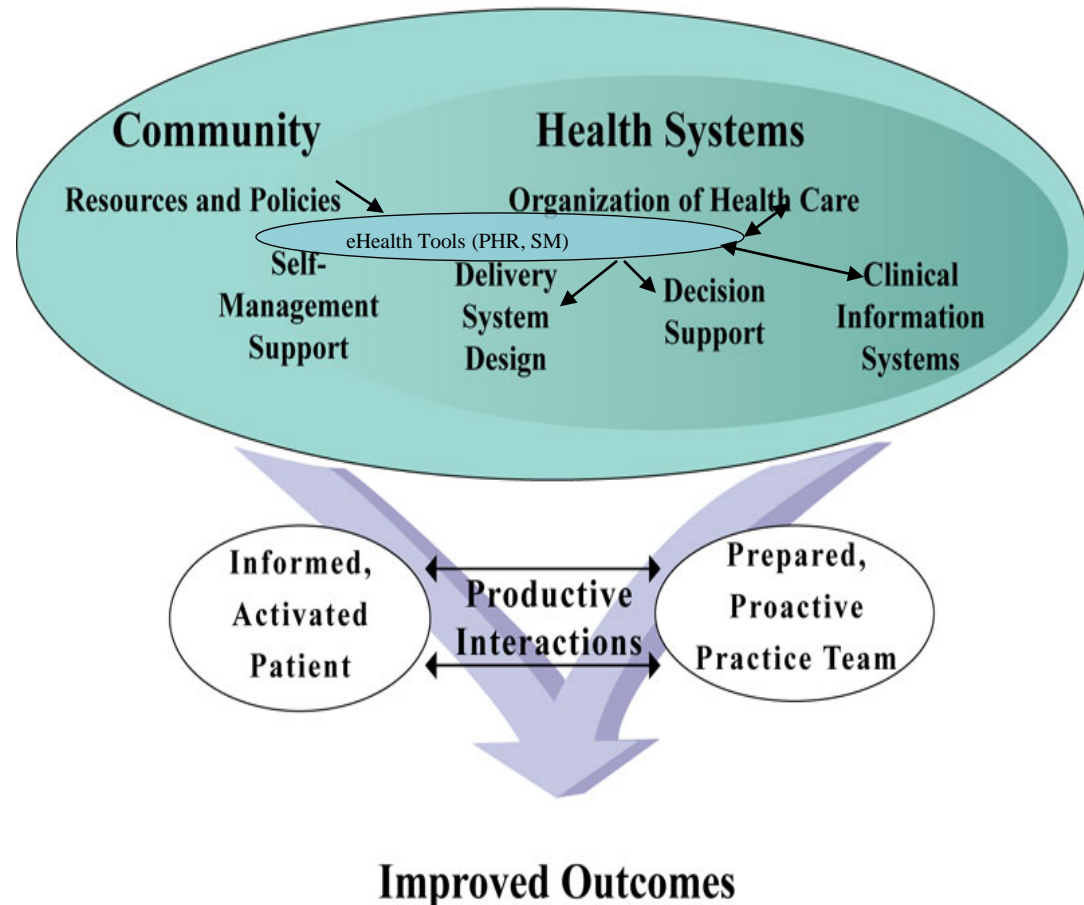 Community
Health Systems
Resources and Policies
Organization of Health Care
eHealth Tools (PHR, SM)
Self-
Management
Support
Delivery
System
Design
Decision
Support
Clinical
Information
Systems
Informed,
Activated
Patient
Productive
Interactions
Prepared,
Proactive
Practice Team
Improved Outcomes